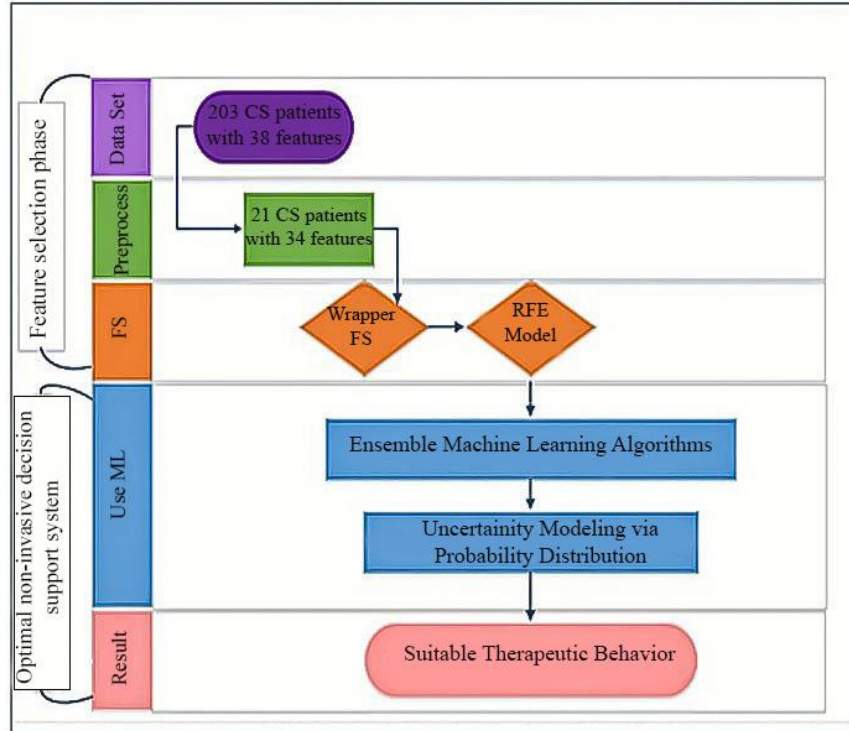 Feature selection phase
Data Set
203 CS patients
with 38 features
Preprocess
21 CS patients
with 34 features
FS
Wrapper
FS
RFE
Model
Optimal non-invasive decision
support system
Use ML
Ensemble Machine Learning Algorithms
Uncertainity Modeling via
Probability Distribution
Result
Suitable Therapeutic Behavior